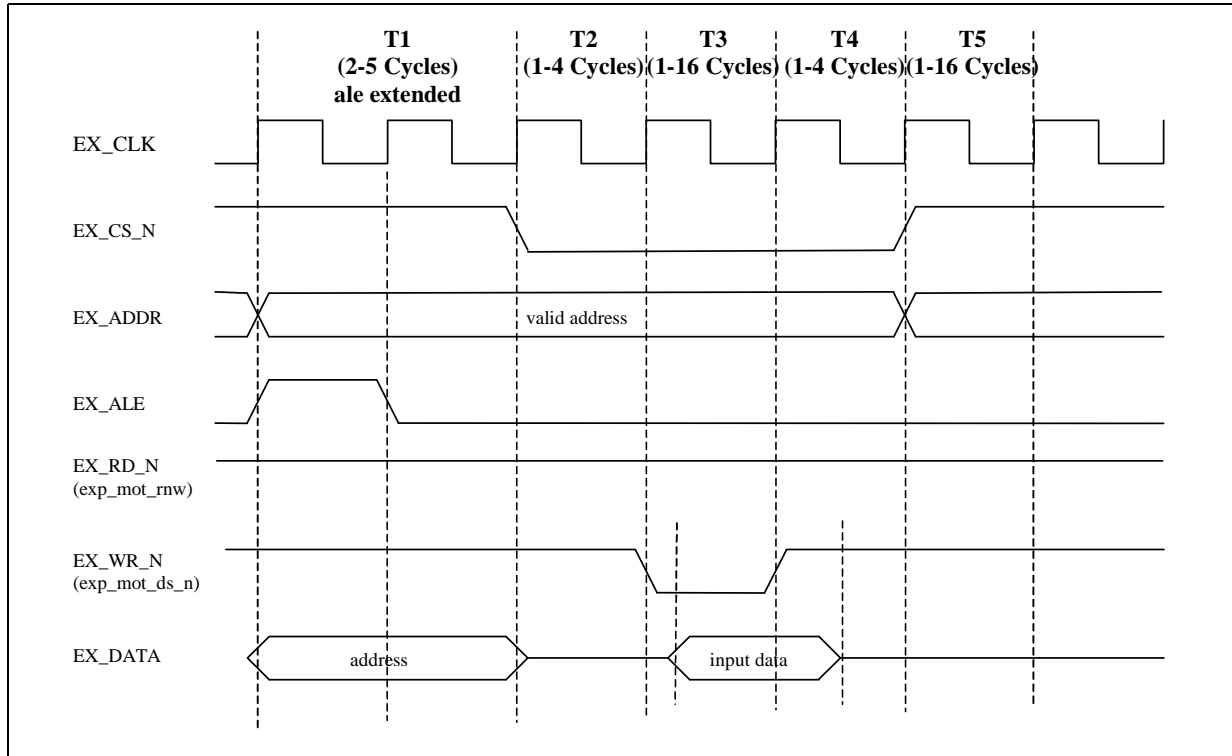 T1 T2 T3 T4 T5
(2-5 Cycles) (1-4 Cycles) (1-16 Cycles) (1-4 Cycles) (1-16 Cycles)
ale extended
EX_CLK
EX_CS_N
EX_ADDR valid address
EX_ALE
EX_RD_N
(exp_mot_rnw)
EX_WR_N
(exp_mot_ds_n)
EX_DATA address input data